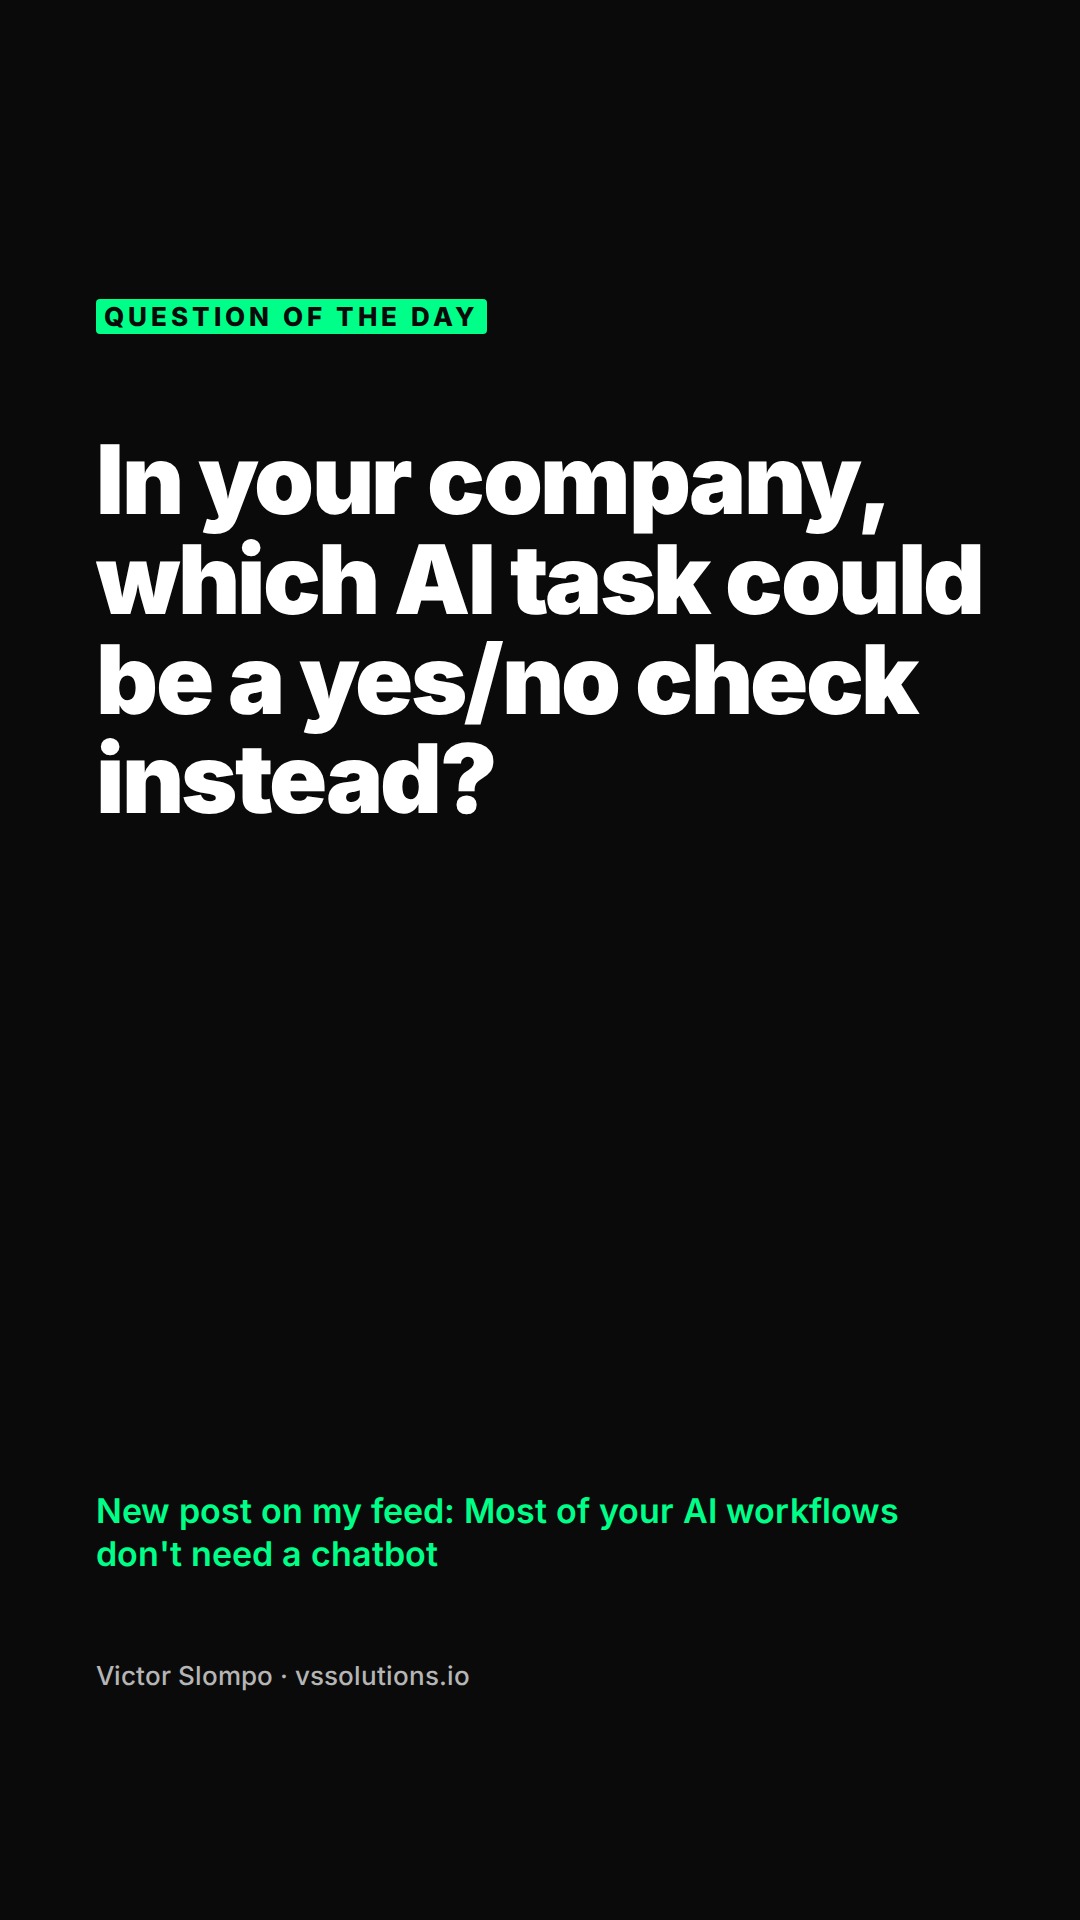 QUESTION OF THE DAY
In your company,
which AI task could
be a yes/no check
instead?
New post on my feed: Most of your AI workflows
don't need a chatbot
Victor Slompo · vssolutions.io